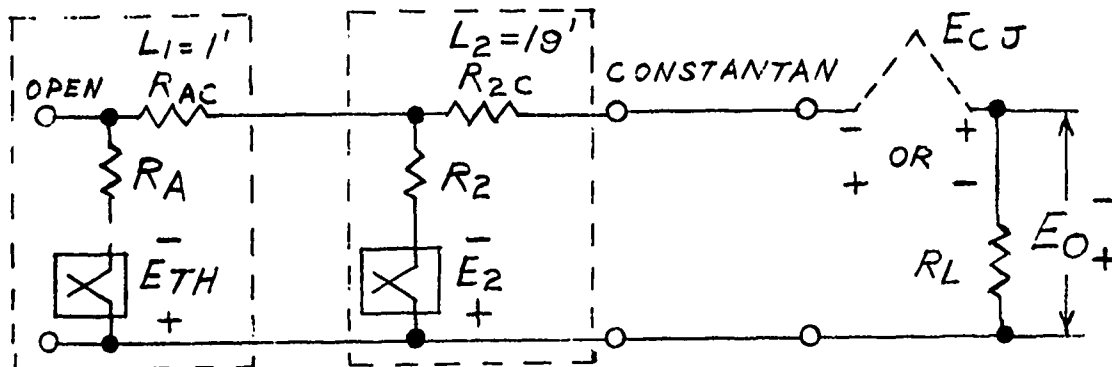 L1 = 1'
L2 = 19'
ECJ
OPEN
RAC
R2C
CONSTANTAN
- +
OR
+ -
RA
R2
-
ETH
+
-
E2
+
RL
-
EO
+